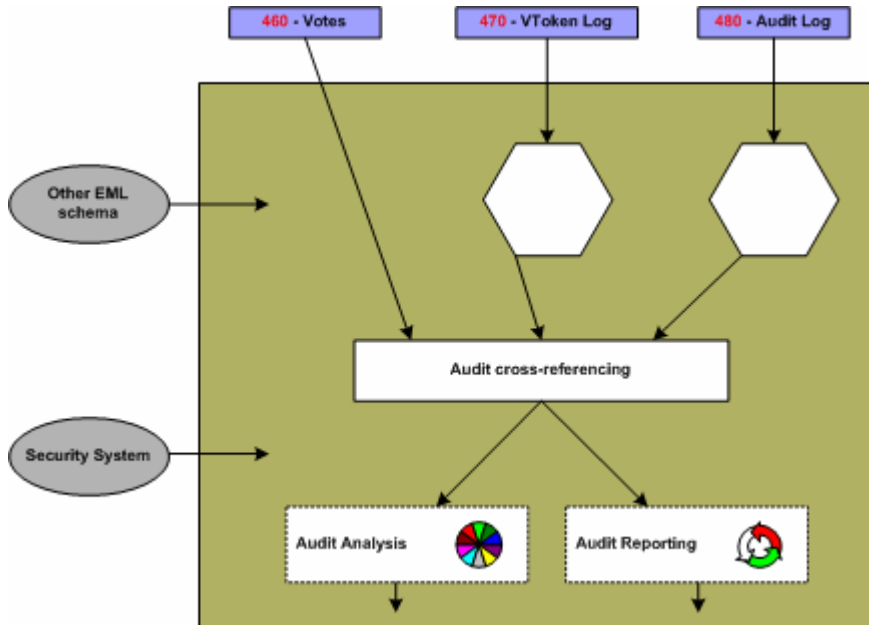 460 - Votes
470 - VToken Log
480 - Audit Log
Other EML
schema
Audit cross-referencing
Security System
Audit Analysis
Audit Reporting